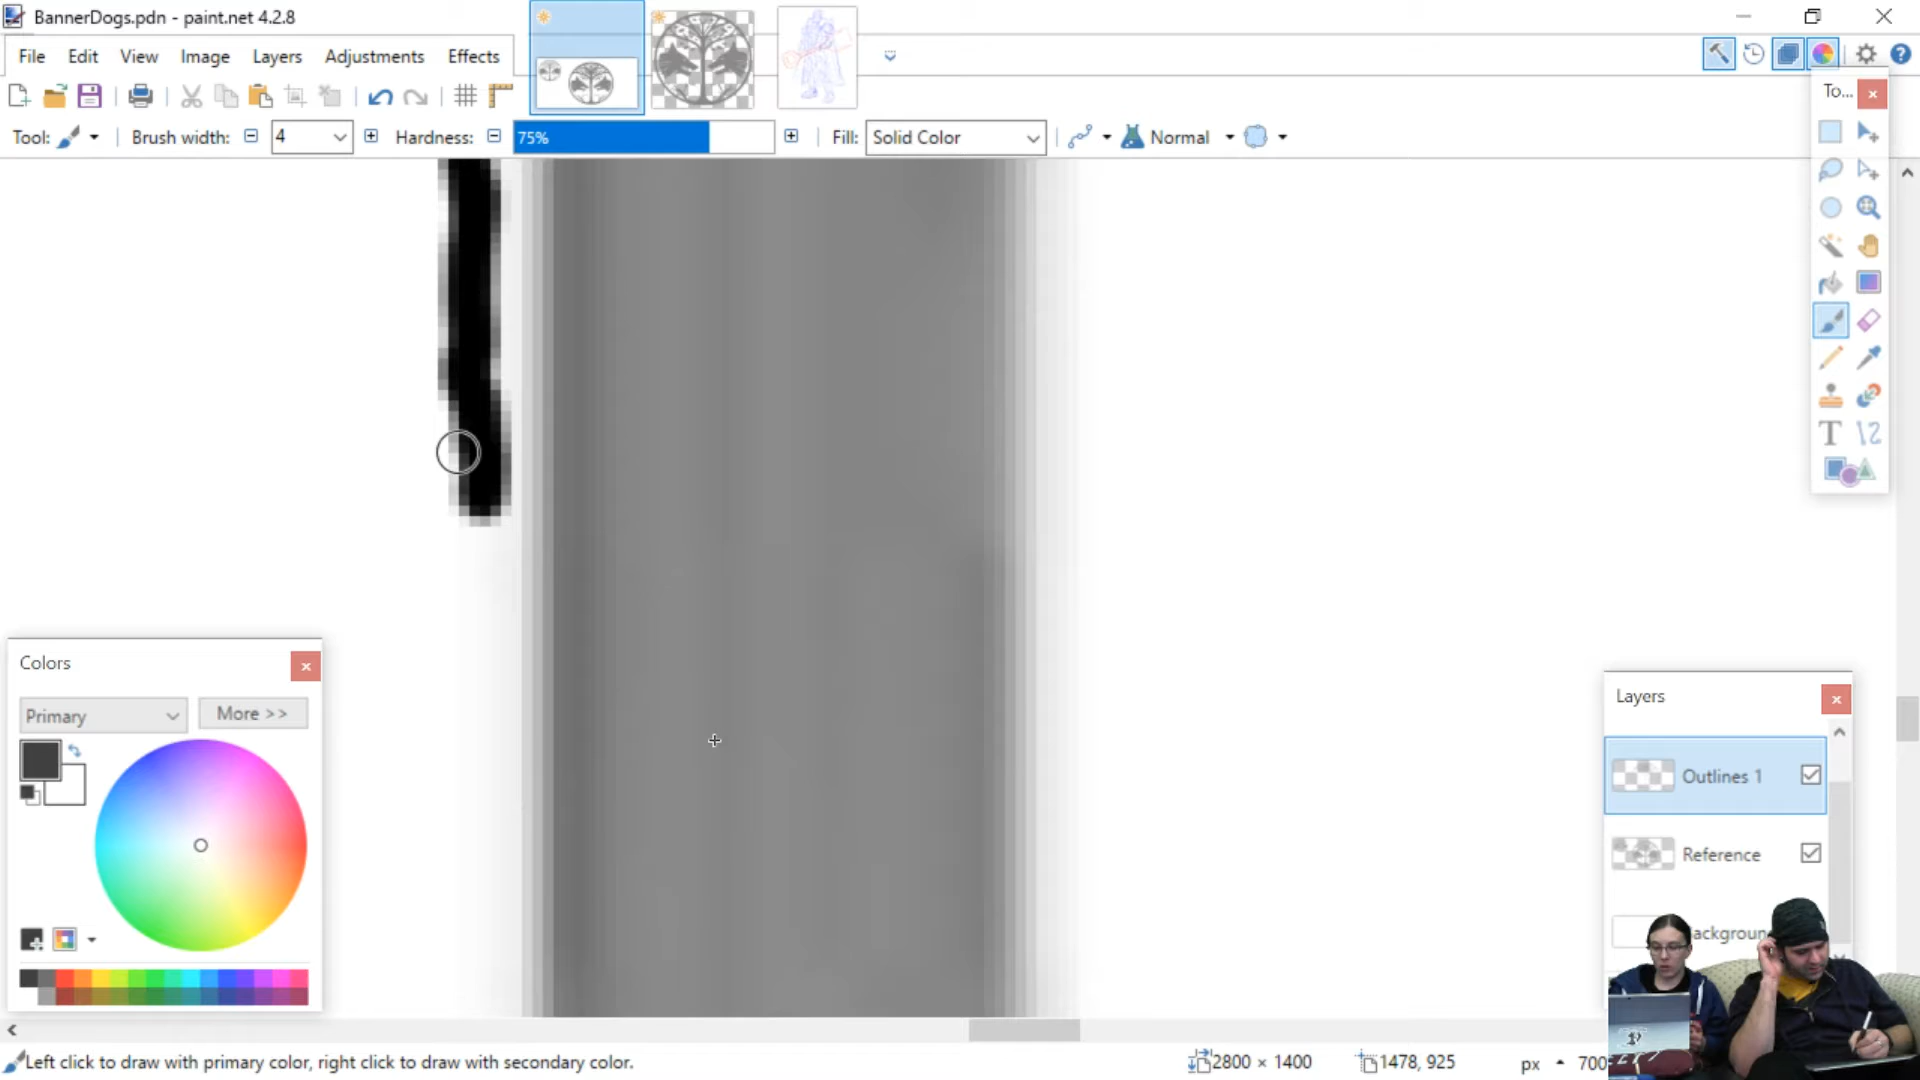 BannerDogs.pdn - paint.net 4.2.8
File Edit View Image Layers Adjustments Effects
Tool: Brush width: 4 Hardness: 75% Fill: Solid Color Normal
To...
Colors
Primary More >>
Layers
Outlines 1
Reference
Left click to draw with primary color, right click to draw with secondary color. 2800 × 1400 1478, 925 px